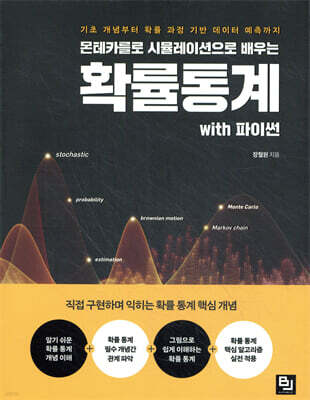 기초 개념부터 확률 과정 기반 데이터 예측까지
몬테카를로 시뮬레이션으로 배우는
확률통계
with 파이썬
장철원 지음
stochastic
probability
Monte Carlo
brownian motion
Markov chain
estimation
직접 구현하며 익히는 확률 통계 핵심 개념
알기 쉬운
확률 통계
개념 이해
+
확률 통계
필수 개념간
관계 파악
+
그림으로
쉽게 이해하는
확률 통계
+
확률 통계
핵심 알고리즘
실전 적용
BJ